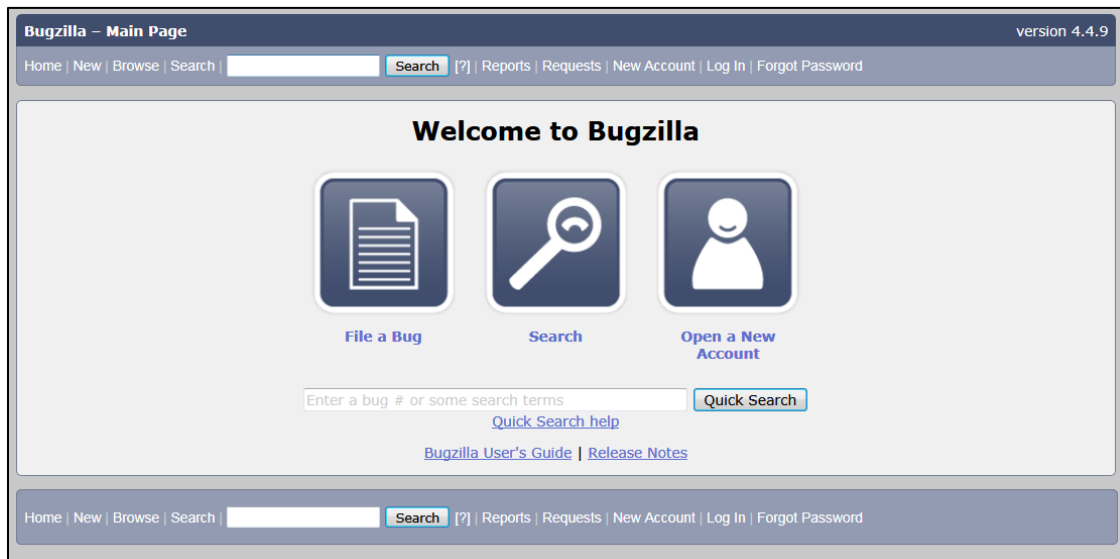 Bugzilla – Main Page version 4.4.9
Home | New | Browse | Search | Search [?] | Reports | Requests | New Account | Log In | Forgot Password
Welcome to Bugzilla
File a Bug Search Open a New
Account
Enter a bug # or some search terms Quick Search
Quick Search help
Bugzilla User's Guide | Release Notes
Home | New | Browse | Search | Search [?] | Reports | Requests | New Account | Log In | Forgot Password